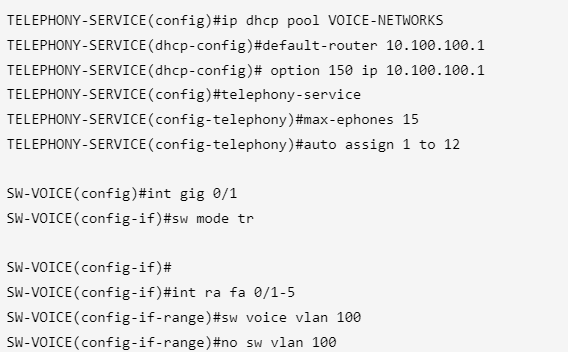 TELEPHONY-SERVICE(config)#ip dhcp pool VOICE-NETWORKS
TELEPHONY-SERVICE(dhcp-config)#default-router 10.100.100.1
TELEPHONY-SERVICE(dhcp-config)# option 150 ip 10.100.100.1
TELEPHONY-SERVICE(config)#telephony-service
TELEPHONY-SERVICE(config-telephony)#max-ephones 15
TELEPHONY-SERVICE(config-telephony)#auto assign 1 to 12
SW-VOICE(config)#int gig 0/1
SW-VOICE(config-if)#sw mode tr
SW-VOICE(config-if)#
SW-VOICE(config-if)#int ra fa 0/1-5
SW-VOICE(config-if-range)#sw voice vlan 100
SW-VOICE(config-if-range)#no sw vlan 100